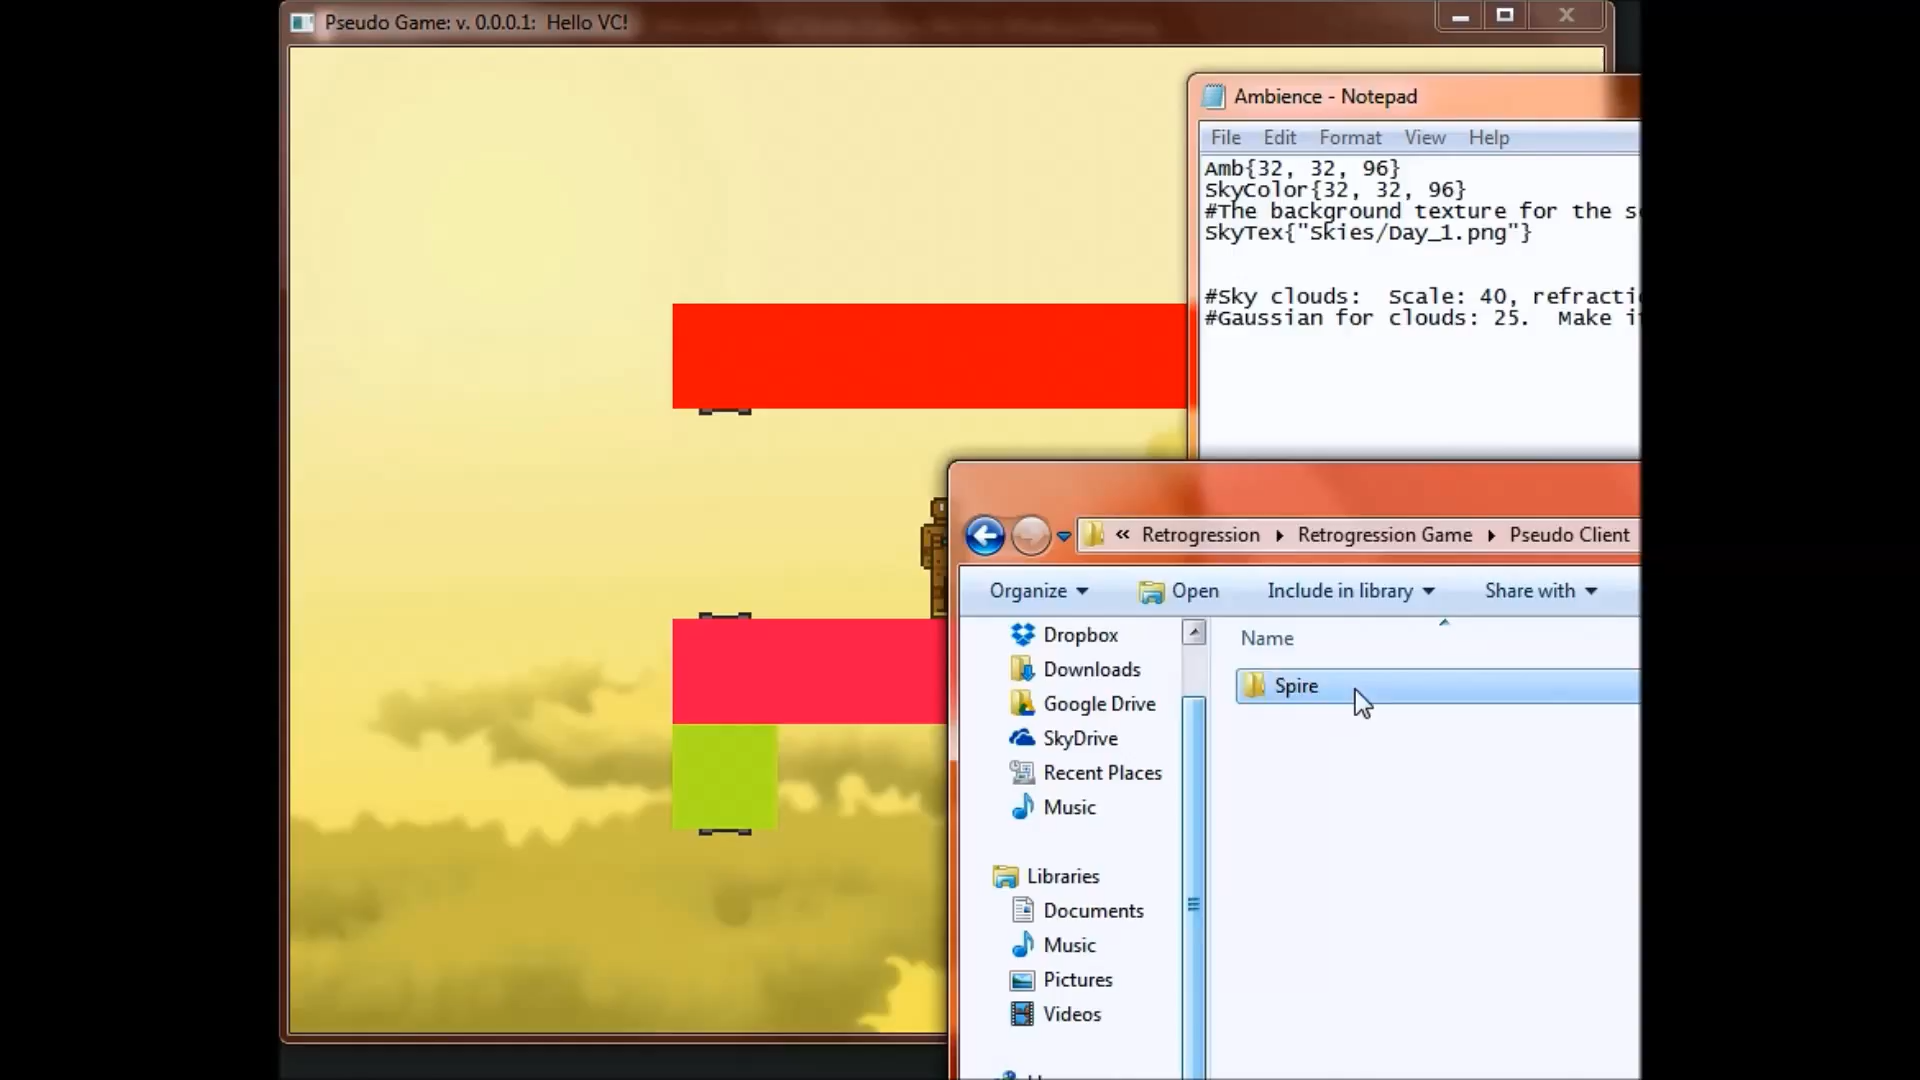 Pseudo Game: v. 0.0.0.1:  Hello VC!
Ambience - Notepad
File Edit Format View Help
Amb{32, 32, 96}
SkyColor{32, 32, 96}
#The background texture for the
SkyTex{"Skies/Day_1.png"}
#Sky clouds:  Scale: 40,
#Gaussian for clouds: 25.  Make
« Retrogression Retrogression Game Pseudo Client
Organize Open Include in library Share with
Name
Spire
Dropbox
Downloads
Google Drive
SkyDrive
Recent Places
Music
Libraries
Documents
Music
Pictures
Videos